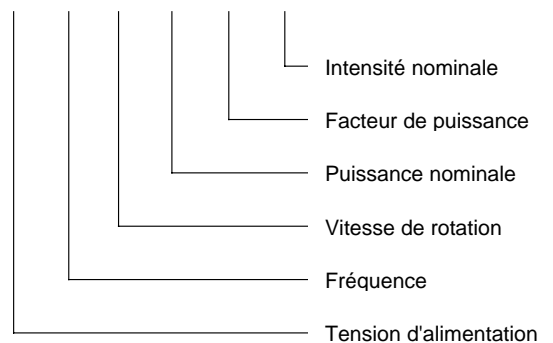 Intensité nominale
Facteur de puissance
Puissance nominale
Vitesse de rotation
Fréquence
Tension d'alimentation